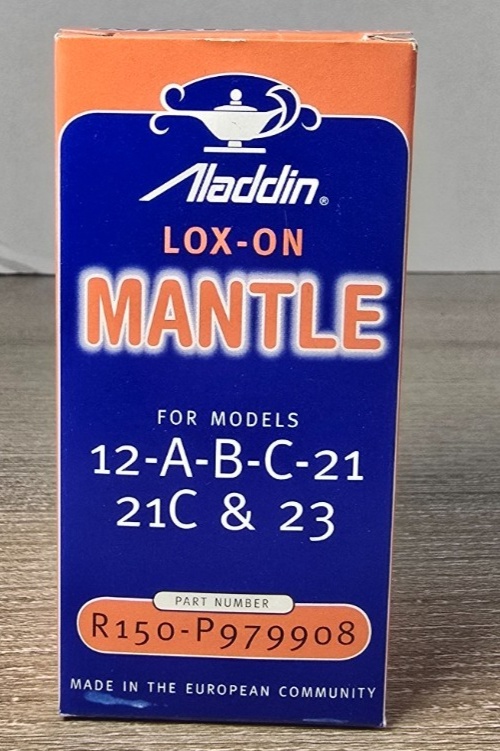 Aladdin®
LOX-ON
MANTLE
FOR MODELS
12-A-B-C-21
21C & 23
PART NUMBER
R150-P979908
MADE IN THE EUROPEAN COMMUNITY